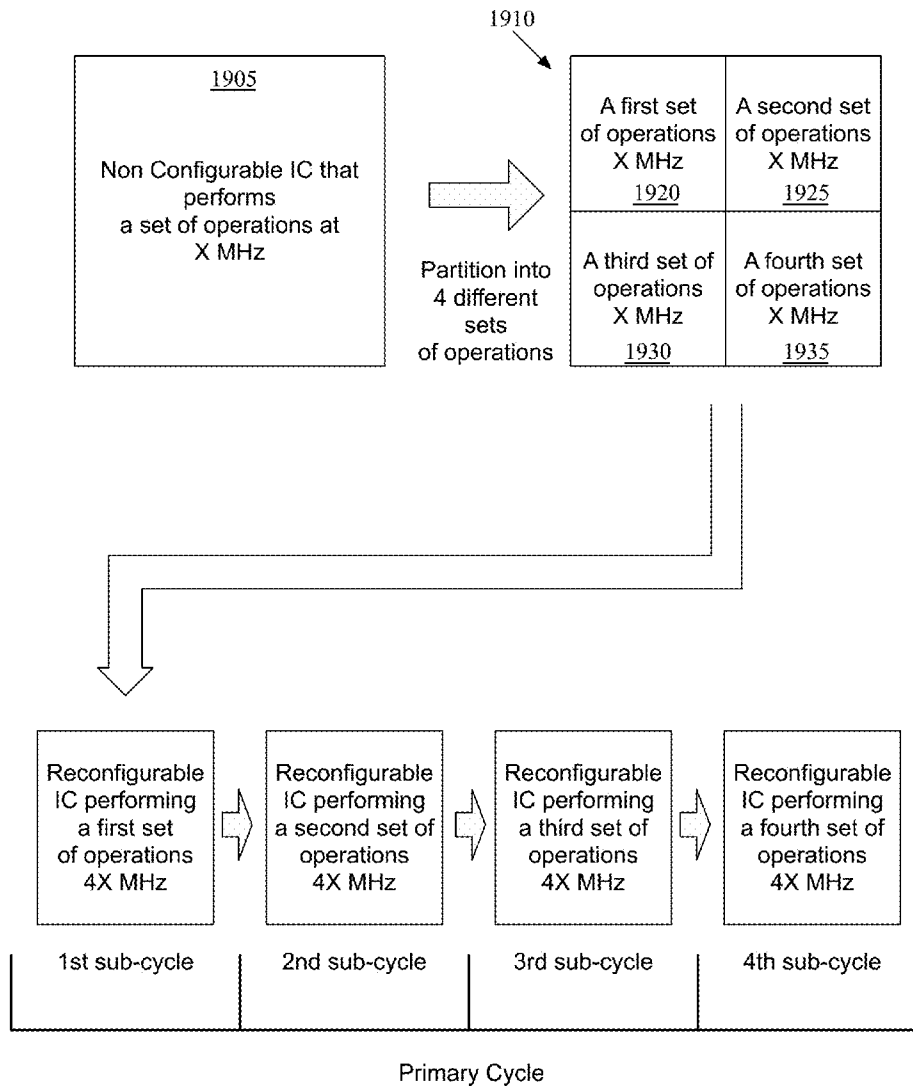 1910
1905
Non Configurable IC that
performs
a set of operations at
X MHz
Partition into
4 different
sets
of operations
A first set
of operations
X MHz
1920
A second set
of operations
X MHz
1925
A third set of
operations
X MHz
1930
A fourth set
of operations
X MHz
1935
Reconfigurable
IC performing
a first set
of operations
4X MHz
Reconfigurable
IC performing
a second set of
operations
4X MHz
Reconfigurable
IC performing
a third set of
operations
4X MHz
Reconfigurable
IC performing
a fourth set of
operations
4X MHz
1st sub-cycle
2nd sub-cycle
3rd sub-cycle
4th sub-cycle
Primary Cycle